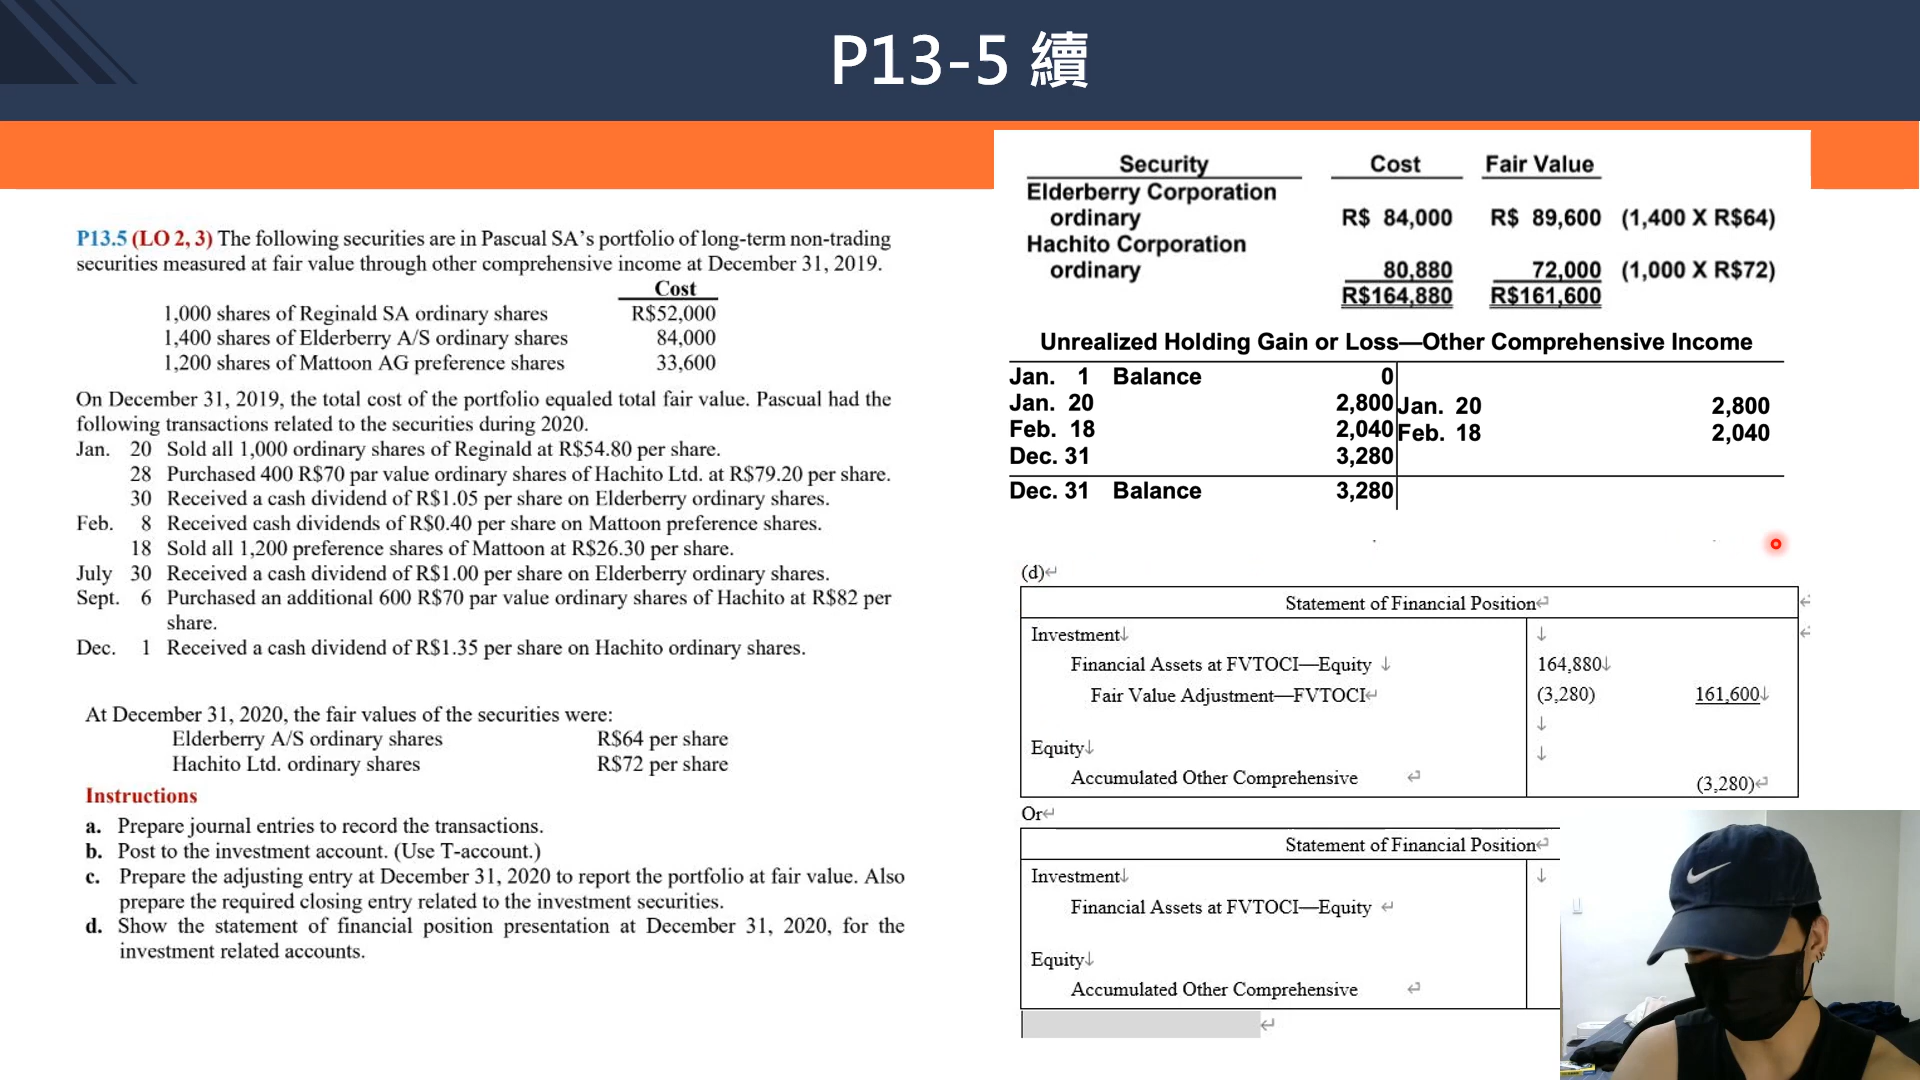 P13-5 續
P13.5 (LO 2, 3) The following securities are in Pascual SA's portfolio of long-term non-trading
securities measured at fair value through other comprehensive income at December 31, 2019.
Cost
1,000 shares of Reginald SA ordinary shares R$52,000
1,400 shares of Elderberry A/S ordinary shares 84,000
1,200 shares of Mattoon AG preference shares 33,600
On December 31, 2019, the total cost of the portfolio equaled total fair value. Pascual had the
following transactions related to the securities during 2020.
Jan. 20 Sold all 1,000 ordinary shares of Reginald at R$54.80 per share.
28 Purchased 400 R$70 par value ordinary shares of Hachito Ltd. at R$79.20 per share.
30 Received a cash dividend of R$1.05 per share on Elderberry ordinary shares.
Feb. 8 Received cash dividends of R$0.40 per share on Mattoon preference shares.
18 Sold all 1,200 preference shares of Mattoon at R$26.30 per share.
July 30 Received a cash dividend of R$1.00 per share on Elderberry ordinary shares.
Sept. 6 Purchased an additional 600 R$70 par value ordinary shares of Hachito at R$82 per
share.
Dec. 1 Received a cash dividend of R$1.35 per share on Hachito ordinary shares.
At December 31, 2020, the fair values of the securities were:
Elderberry A/S ordinary shares R$64 per share
Hachito Ltd. ordinary shares R$72 per share
Instructions
a. Prepare journal entries to record the transactions.
b. Post to the investment account. (Use T-account.)
c. Prepare the adjusting entry at December 31, 2020 to report the portfolio at fair value. Also
prepare the required closing entry related to the investment securities.
d. Show the statement of financial position presentation at December 31, 2020, for the
investment related accounts.
Security Cost Fair Value
Elderberry Corporation
ordinary R$ 84,000 R$ 89,600 (1,400 X R$64)
Hachito Corporation
ordinary 80,880 72,000 (1,000 X R$72)
R$164,880 R$161,600
Unrealized Holding Gain or Loss—Other Comprehensive Income
Jan. 1 Balance 0
Jan. 20 2,800 Jan. 20 2,800
Feb. 18 2,040 Feb. 18 2,040
Dec. 31 3,280
Dec. 31 Balance 3,280
(d)↵
Statement of Financial Position↵
Investment↓ ↓
Financial Assets at FVTOCI—Equity ↓ 164,880↓
Fair Value Adjustment—FVTOCI↵ (3,280) 161,600↓
↓
Equity↓ ↓
Accumulated Other Comprehensive ↵ (3,280)↵
Or↵
Statement of Financial Position↵
Investment↓ ↓
Financial Assets at FVTOCI—Equity ↵
Equity↓
Accumulated Other Comprehensive ↵
↵